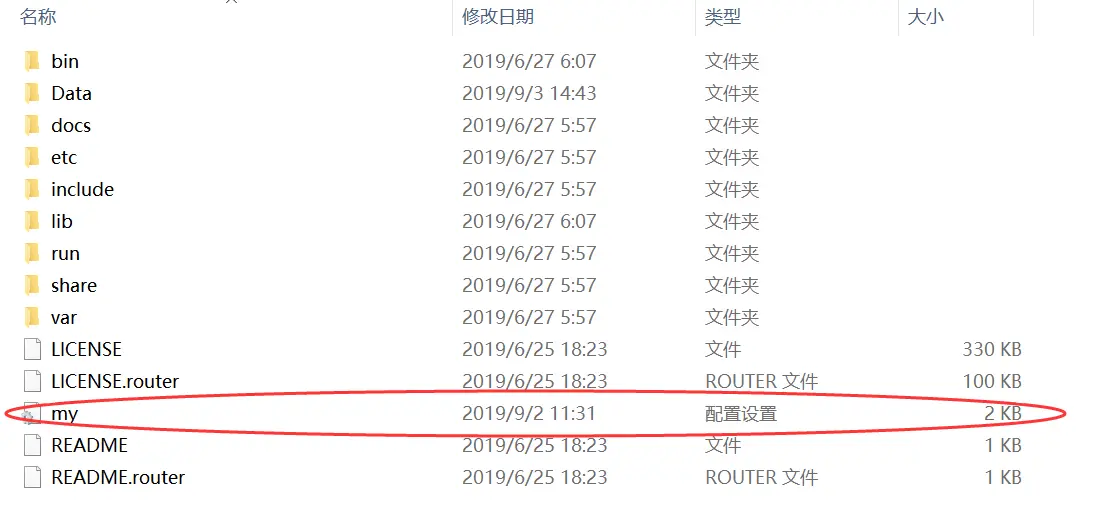 名称 修改日期 类型 大小
bin 2019/6/27 6:07 文件夹
Data 2019/9/3 14:43 文件夹
docs 2019/6/27 5:57 文件夹
etc 2019/6/27 5:57 文件夹
include 2019/6/27 5:57 文件夹
lib 2019/6/27 6:07 文件夹
run 2019/6/27 5:57 文件夹
share 2019/6/27 5:57 文件夹
var 2019/6/27 5:57 文件夹
LICENSE 2019/6/25 18:23 文件 330 KB
LICENSE.router 2019/6/25 18:23 ROUTER 文件 100 KB
my 2019/9/2 11:31 配置设置 2 KB
README 2019/6/25 18:23 文件 1 KB
README.router 2019/6/25 18:23 ROUTER 文件 1 KB